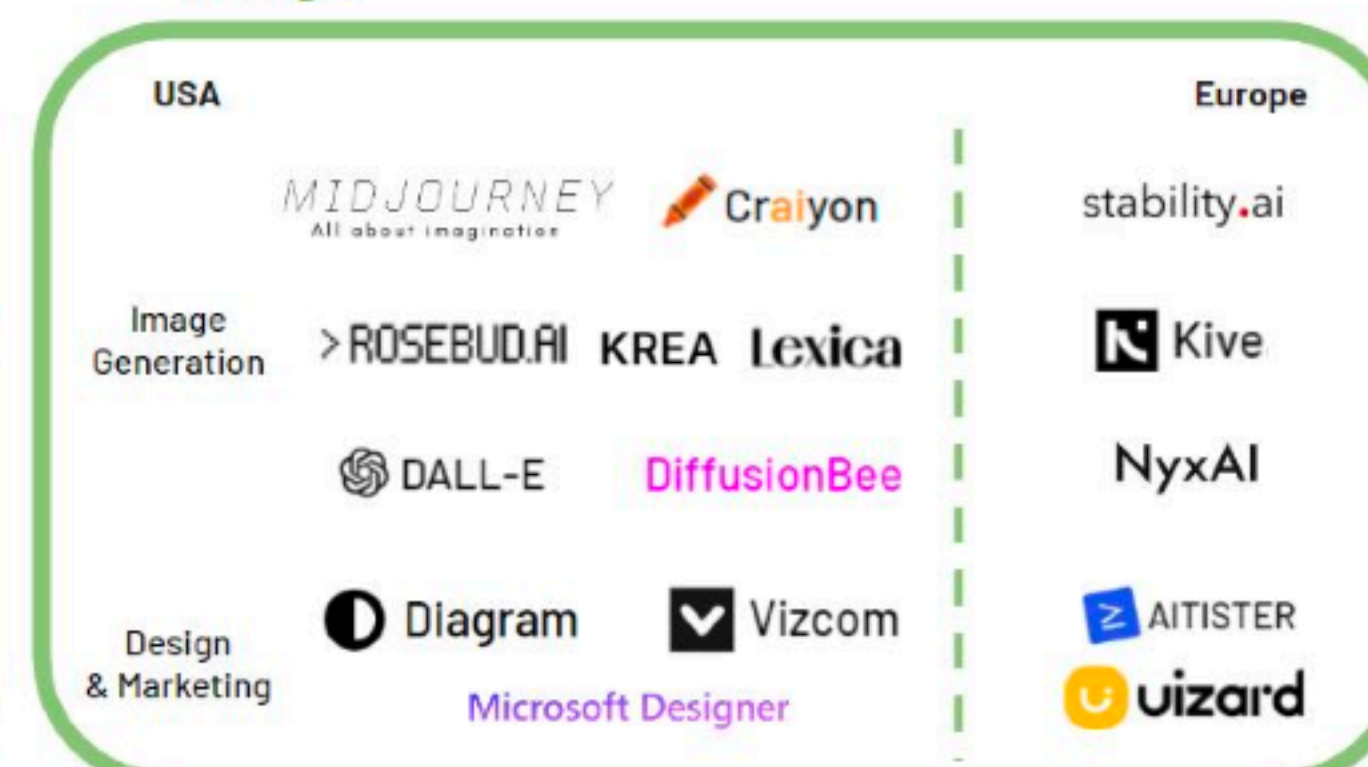 USA
Europe
MIDJOURNEY
All about imagination
Craiyon
stability.ai
Image
Generation
>ROSEBUD.AI
KREA
Lexica
Kive
DALL-E
DiffusionBee
NyxAI
Design
& Marketing
Diagram
Vizcom
AITISTER
Microsoft Designer
uizard